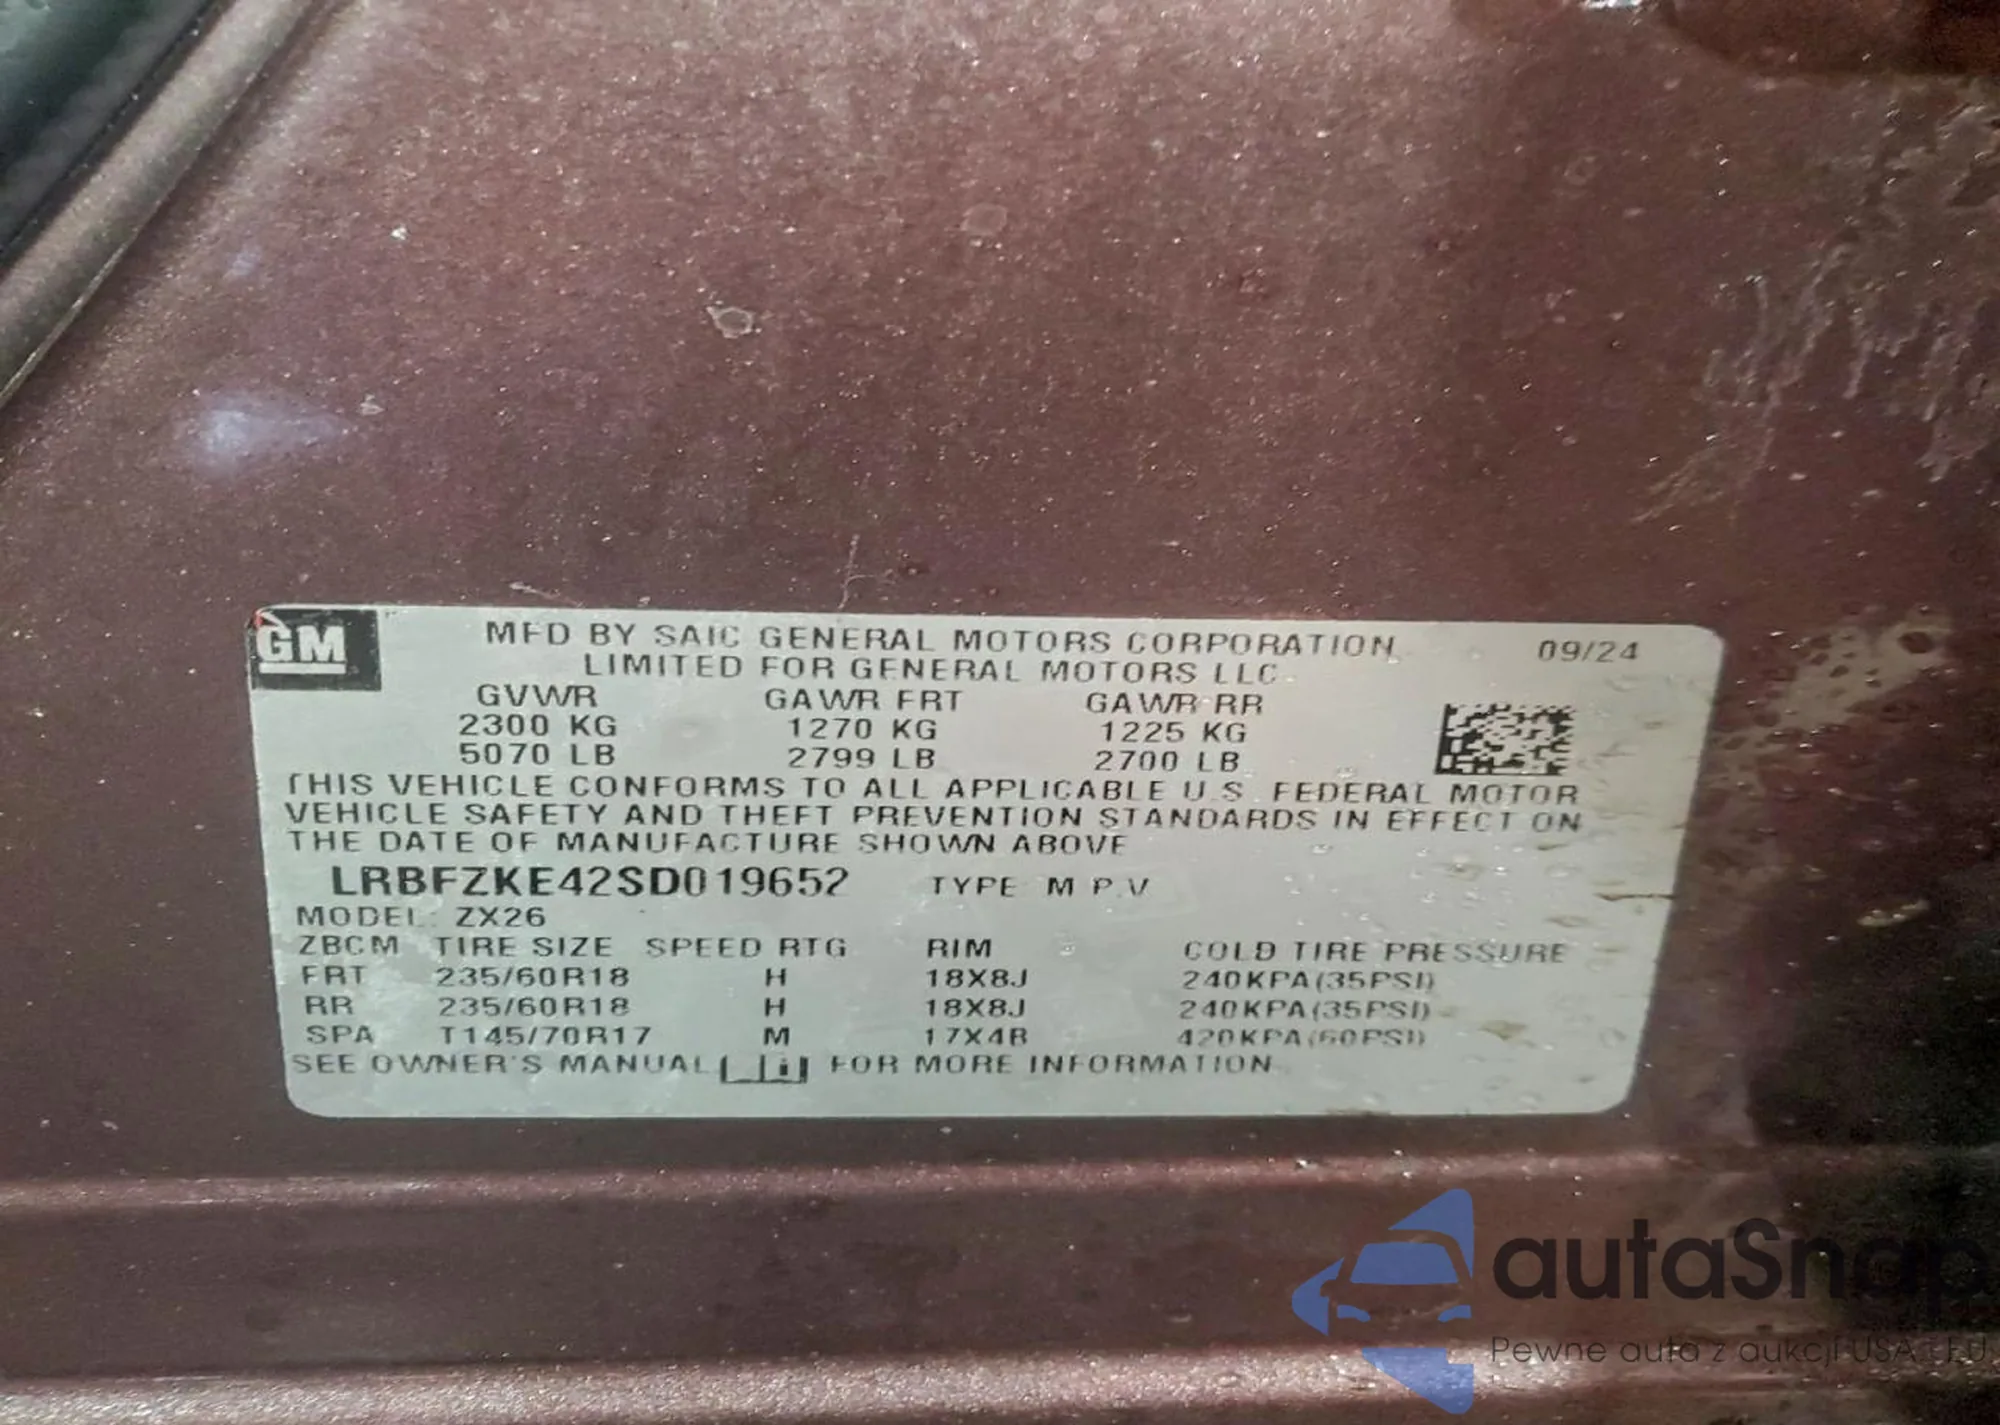 GM
MFD BY SAIC GENERAL MOTORS CORPORATION
LIMITED FOR GENERAL MOTORS LLC
09/24
GVWR GAWR FRT GAWR RR
2300 KG 1270 KG 1225 KG
5070 LB 2799 LB 2700 LB
THIS VEHICLE CONFORMS TO ALL APPLICABLE U.S. FEDERAL MOTOR
VEHICLE SAFETY AND THEFT PREVENTION STANDARDS IN EFFECT ON
THE DATE OF MANUFACTURE SHOWN ABOVE
LRBFZKE42SD019652 TYPE M.P.V
MODEL: ZX26
ZBCM TIRE SIZE SPEED RTG RIM COLD TIRE PRESSURE
FRT 235/60R18 H 18X8J 240KPA(35PSI)
RR 235/60R18 H 18X8J 240KPA(35PSI)
SPA T145/70R17 M 17X4B 420KPA(60PSI)
SEE OWNER'S MANUAL FOR MORE INFORMATION
autaSnap
Pewne auta z aukcji USA i EU